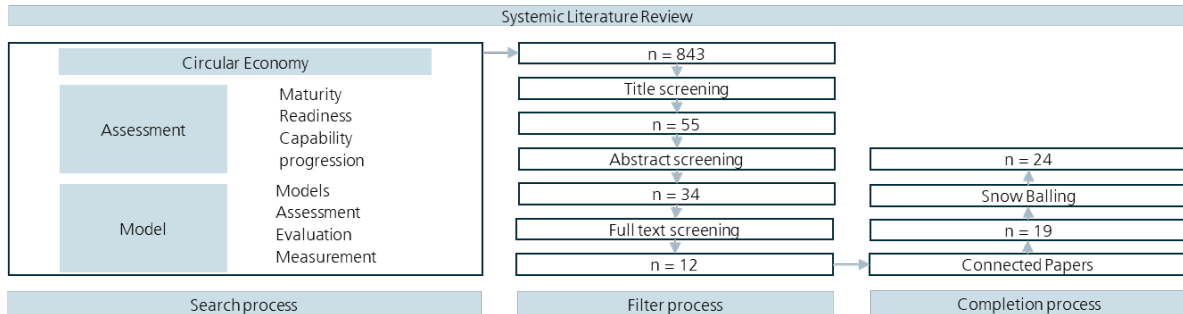 Systemic Literature Review
Circular Economy
Assessment
Maturity
Readiness
Capability
progression
Model
Models
Assessment
Evaluation
Measurement
Search process
n = 843
Title screening
n = 55
Abstract screening
n = 34
Full text screening
n = 12
Filter process
n = 24
Snow Balling
n = 19
Connected Papers
Completion process